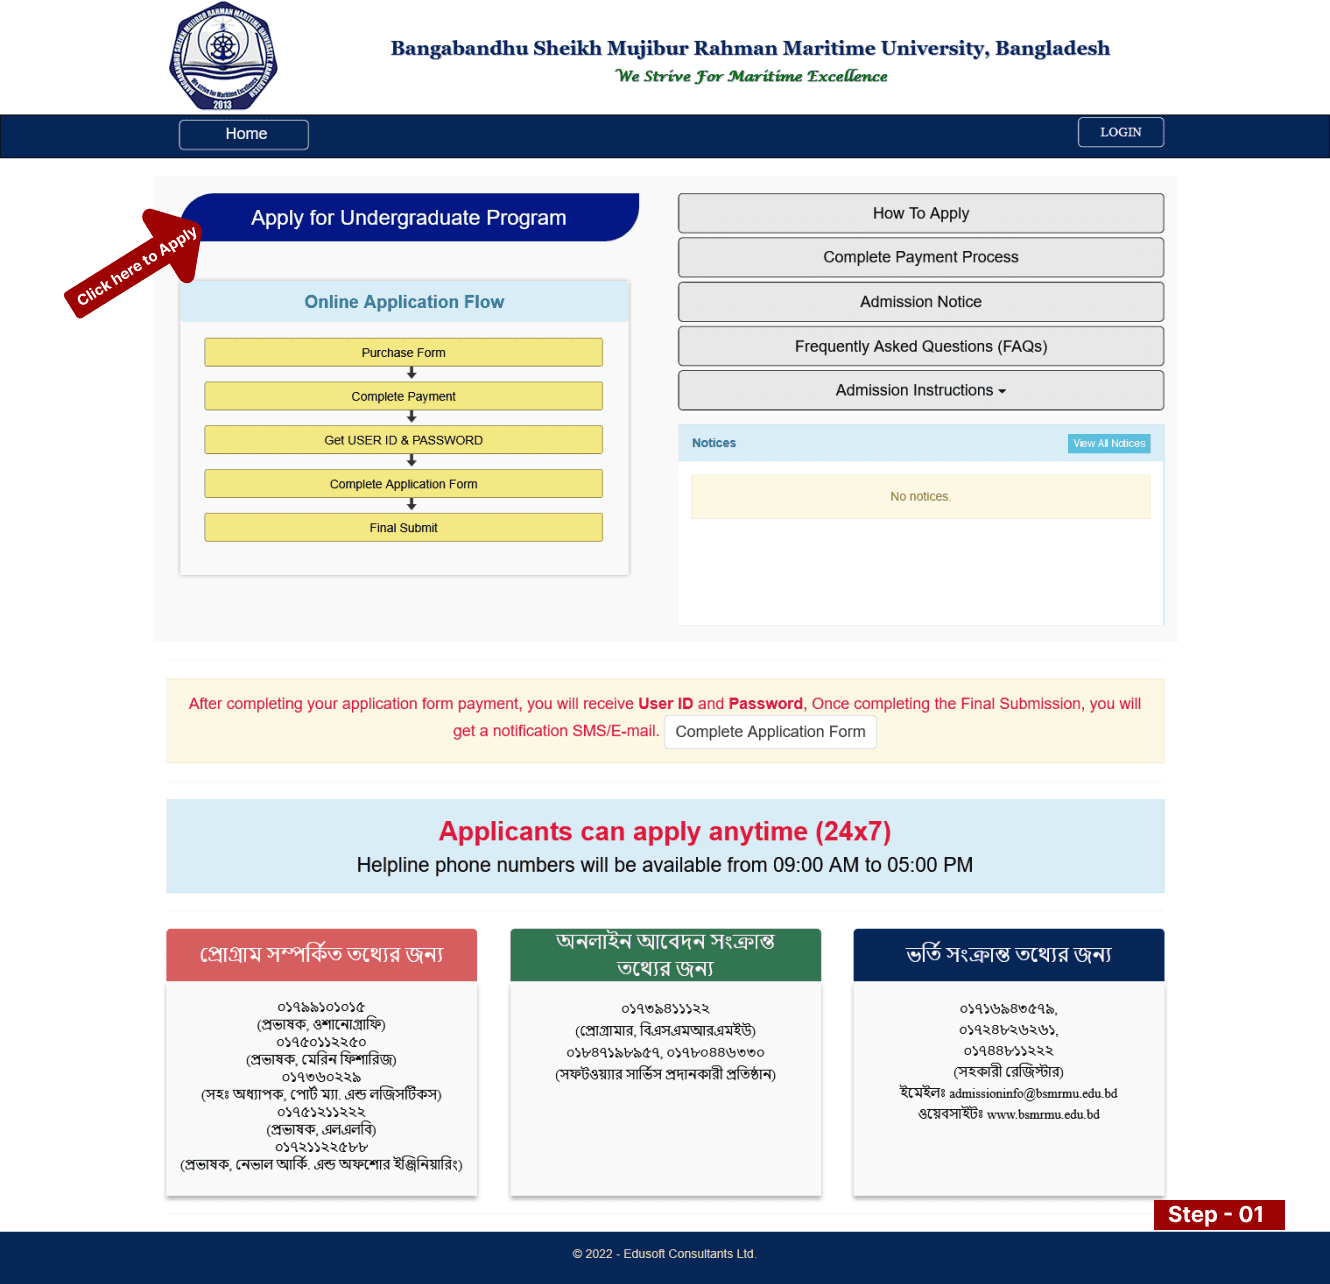 BANGABANDHU SHEIKH MUJIBUR RAHMAN MARITIME UNIVERSITY, BANGLADESH
We Strive for Maritime Excellence
2013
Bangabandhu Sheikh Mujibur Rahman Maritime University, Bangladesh
We Strive For Maritime Excellence
Home
LOGIN
Apply for Undergraduate Program
Click here to Apply
Online Application Flow
Purchase Form
Complete Payment
Get USER ID & PASSWORD
Complete Application Form
Final Submit
How To Apply
Complete Payment Process
Admission Notice
Frequently Asked Questions (FAQs)
Admission Instructions
Notices
View All Notices
No notices.
After completing your application form payment, you will receive User ID and Password, Once completing the Final Submission, you will
get a notification SMS/E-mail. Complete Application Form
Applicants can apply anytime (24x7)
Helpline phone numbers will be available from 09:00 AM to 05:00 PM
প্রোগ্রাম সম্পর্কিত তথ্যের জন্য
০১৭৯৯১০১০১৫
(প্রভাষক, ওশানোগ্রাফি)
০১৭৫০১১২২৫০
(প্রভাষক, মেরিন ফিশারিজ)
০১৭৩৬০২২৯
(সহঃ অধ্যাপক, পোর্ট ম্যা. এন্ড লজিসটিকস)
০১৭৫১২১১২২২
(প্রভাষক, এলএলবি)
০১৭২১১২২৫৮৮
(প্রভাষক, নেভাল আর্কি. এন্ড অফশোর ইঞ্জিনিয়ারিং)
অনলাইন আবেদন সংক্রান্ত
তথ্যের জন্য
০১৭৩৯৪১১১২২
(প্রোগ্রামার, বিএসএমআরএমইউ)
০১৮৪৭১৯৮৯৫৭, ০১৭৮০৪৪৬৩৩০
(সফটওয়্যার সার্ভিস প্রদানকারী প্রতিষ্ঠান)
ভর্তি সংক্রান্ত তথ্যের জন্য
০১৭১৬৯৪৩৫৭৯,
০১৭২৪৮২৬২৬১,
০১৭৪৪৮১১২২২
(সহকারী রেজিস্টার)
ইমেইলঃ admissioninfo@bsmrmu.edu.bd
ওয়েবসাইটঃ www.bsmrmu.edu.bd
Step - 01
© 2022 - Edusoft Consultants Ltd.